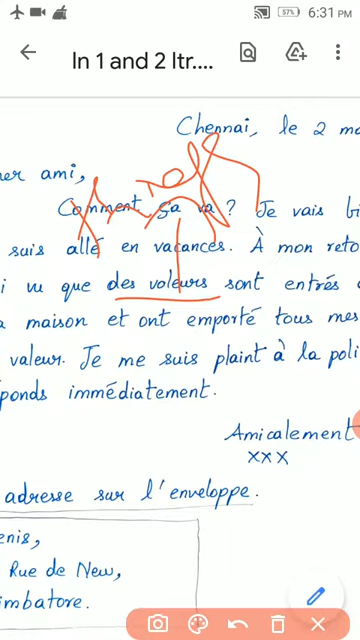 57% 6:31 PM
In 1 and 2 ltr....
Chennai, le 2 ma
er ami,
Comment ça va ? Je vais bi
suis allé en vacances. À mon reto
i vu que des voleurs sont entrés
a maison et ont emporté tous mes
valeur. Je me suis plaint à la poli
éponds immédiatement.
Amicalement
xxx
adresse sur l'enveloppe.
enis,
Rue de New,
imbatore.